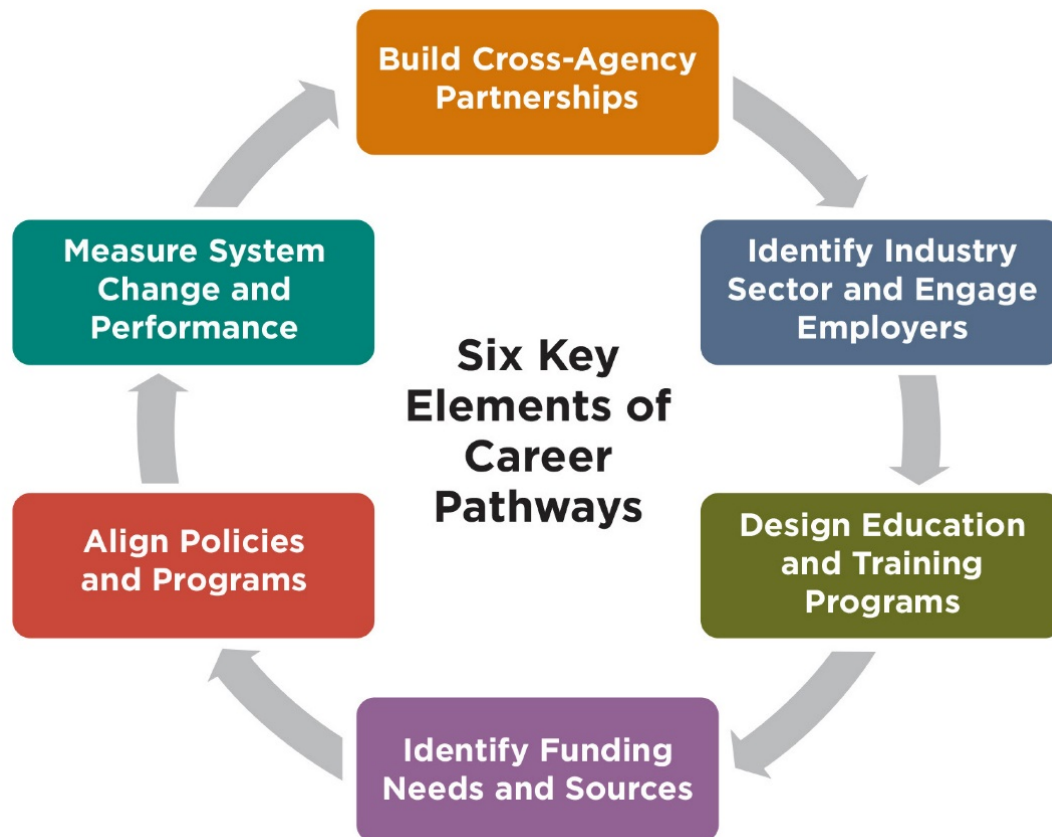 Build Cross-Agency
Partnerships
Identify Industry
Sector and Engage
Employers
Design Education
and Training
Programs
Identify Funding
Needs and Sources
Align Policies
and Programs
Measure System
Change and
Performance
Six Key
Elements of
Career
Pathways